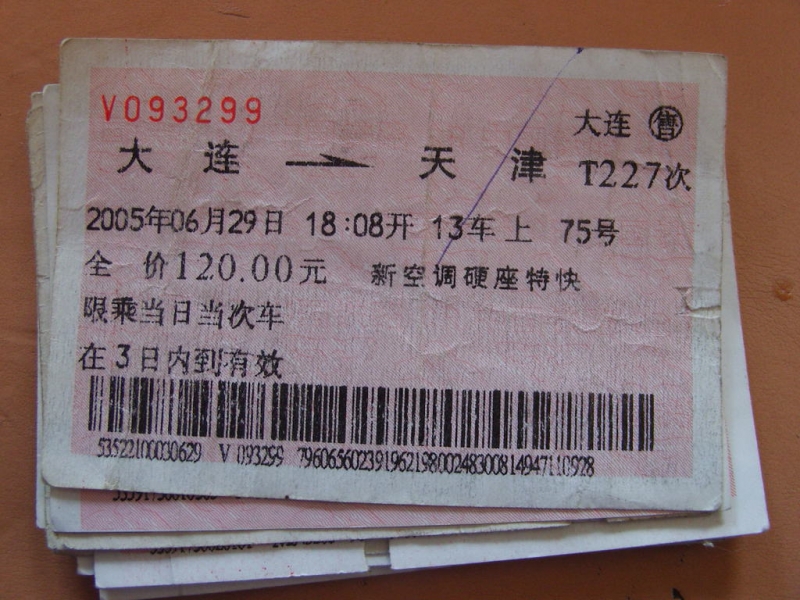 V093299
大连 售
大连 → 天津 T227次
2005年06月29日 18:08开 13车上 75号
全价120.00元 新空调硬座特快
限乘当日当次车
在3日内到有效
53522100030629 V 093299 7960656023919621980024830081494711​0928